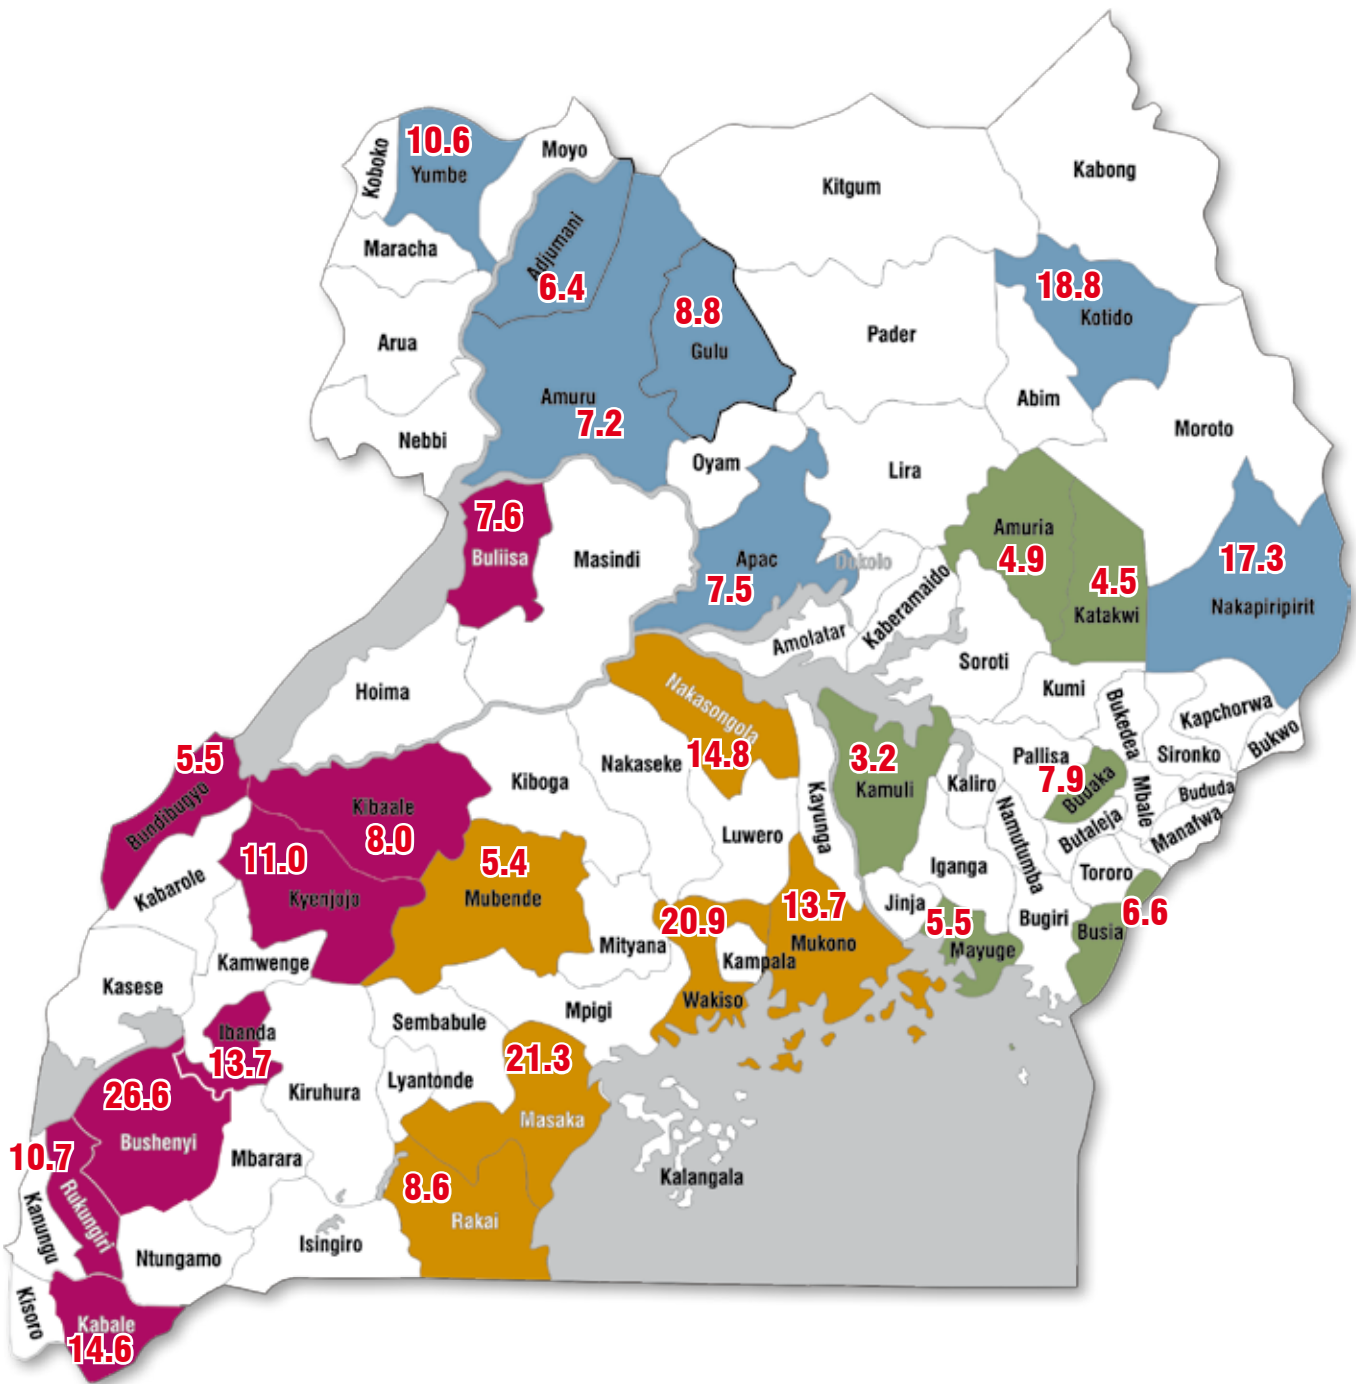 10.6
Yumbe
Koboko
Moyo
Kitgum
Kabong
Maracha
Adjumani
6.4
8.8
Gulu
18.8
Kotido
Arua
Pader
Amuru
7.2
Abim
Nebbi
Moroto
Oyam
Lira
7.6
Buliisa
Masindi
Apac
7.5
Dokolo
Amuria
4.9
4.5
Katakwi
17.3
Nakapiripirit
Kaberamaido
Amolatar
Soroti
Hoima
Kumi
Bukedea
Kapchorwa
Nakasongola
14.8
5.5
Bundibugyo
Kiboga
Nakaseke
3.2
Kamuli
Kaliro
Pallisa
7.9
Budaka
Sironko
Bukwo
Kibaale
8.0
Kayunga
Luwero
Namutumba
Mbale
Bududa
Butaleja
Manafwa
11.0
Kyenjojo
5.4
Mubende
Iganga
Tororo
Kabarole
20.9
13.7
Mukono
Jinja
5.5
Mayuge
Bugiri
6.6
Busia
Mityana
Kampala
Kamwenge
Kasese
Wakiso
Mpigi
Sembabule
Ibanda
13.7
21.3
Masaka
Kiruhura
Lyantonde
26.6
Bushenyi
10.7
Rukungiri
Mbarara
Kalangala
8.6
Rakai
Kanungu
Ntungamo
Isingiro
Kisoro
Kabale
14.6